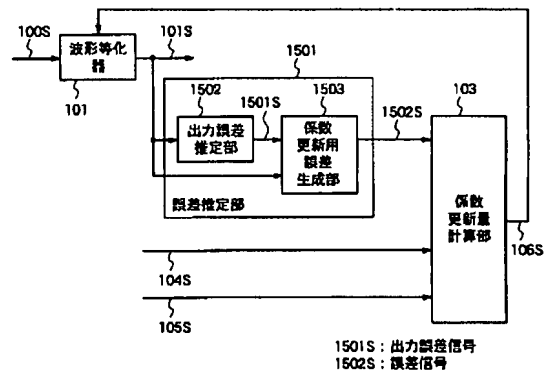 100S
波形等化
器
101
101S
1501
1502
1501S
1503
1502S
103
出力誤差
推定部
係数
更新用
誤差
生成部
誤差推定部
係数
更新量
計算部
106S
104S
105S
1501S：出力誤差信号
1502S：誤差信号